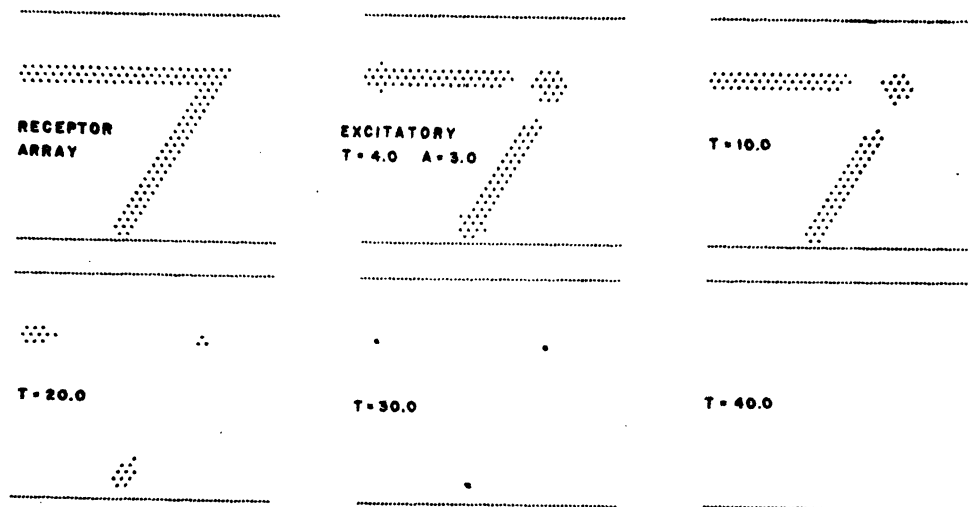 RECEPTOR
ARRAY
EXCITATORY
T = 4.0 A = 3.0
T = 10.0
T = 20.0
T = 30.0
T = 40.0